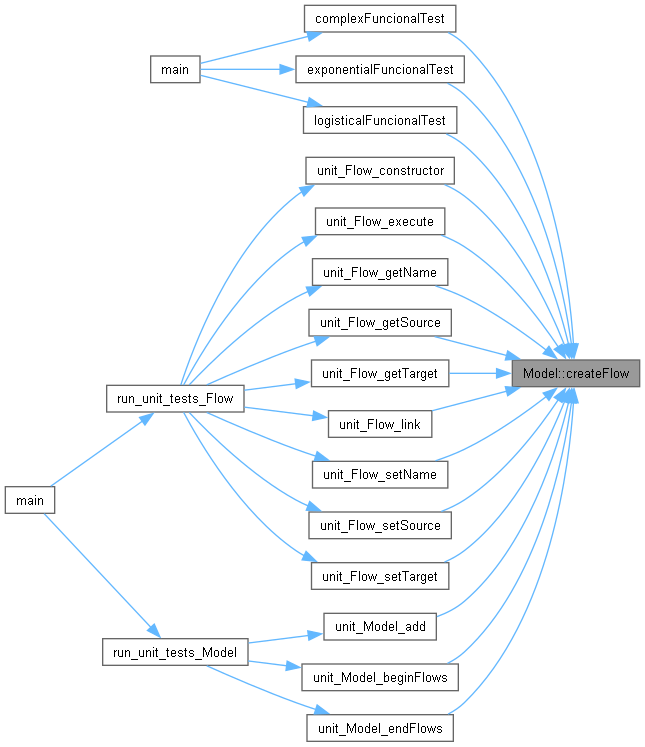 complexFuncionalTest
main
exponentialFuncionalTest
logisticalFuncionalTest
unit_Flow_constructor
unit_Flow_execute
unit_Flow_getName
unit_Flow_getSource
unit_Flow_getTarget
Model::createFlow
run_unit_tests_Flow
unit_Flow_link
unit_Flow_setName
main
unit_Flow_setSource
unit_Flow_setTarget
unit_Model_add
run_unit_tests_Model
unit_Model_beginFlows
unit_Model_endFlows